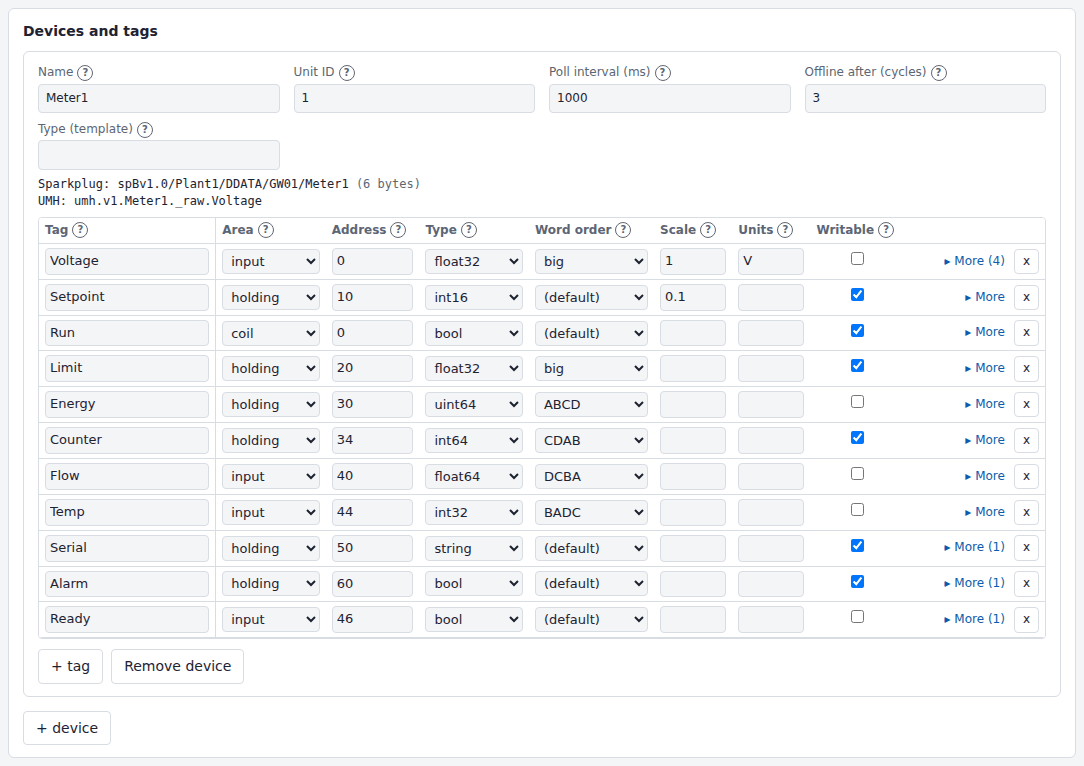 Devices and tags
Name ? Unit ID ? Poll interval (ms) ? Offline after (cycles) ?
Meter1 1 1000 3
Type (template) ?
Sparkplug: spBv1.0/Plant1/DDATA/GW01/Meter1 (6 bytes)
UMH: umh.v1.Meter1._raw.Voltage
Tag ? Area ? Address ? Type ? Word order ? Scale ? Units ? Writable ?
Voltage input 0 float32 big 1 V ▸ More (4) x
Setpoint holding 10 int16 (default) 0.1 ▸ More x
Run coil 0 bool (default) ▸ More x
Limit holding 20 float32 big ▸ More x
Energy holding 30 uint64 ABCD ▸ More x
Counter holding 34 int64 CDAB ▸ More x
Flow input 40 float64 DCBA ▸ More x
Temp input 44 int32 BADC ▸ More x
Serial holding 50 string (default) ▸ More (1) x
Alarm holding 60 bool (default) ▸ More (1) x
Ready input 46 bool (default) ▸ More (1) x
+ tag Remove device
+ device